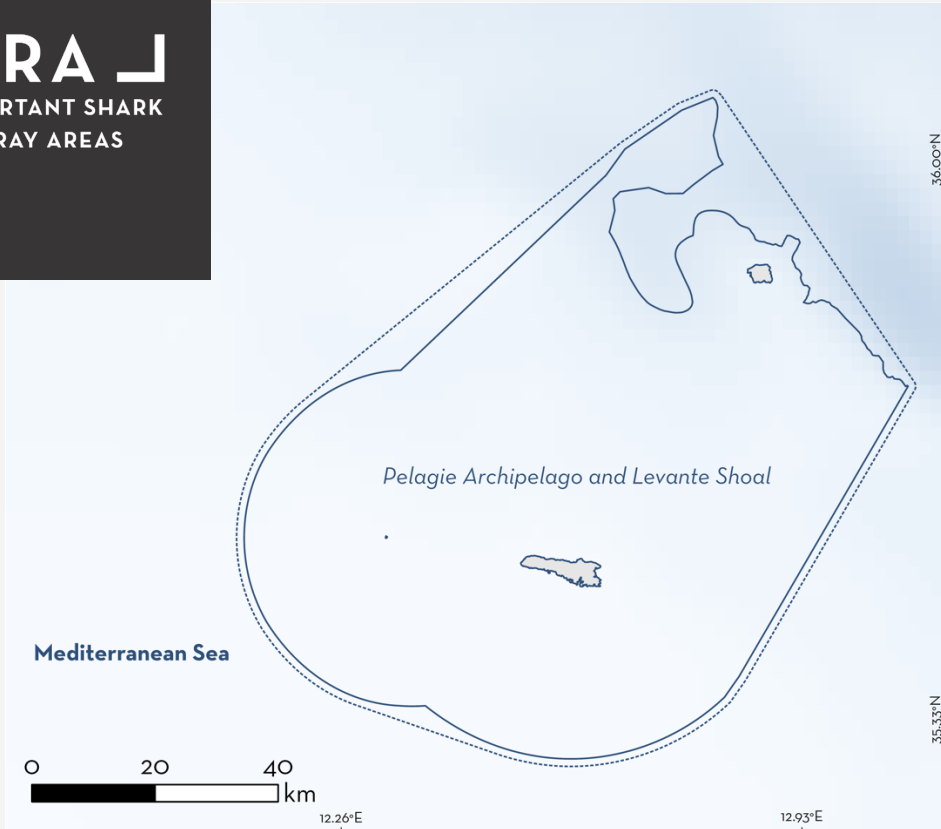 RA
RTANT SHARK
RAY AREAS
36.00°N
Pelagie Archipelago and Levante Shoal
Mediterranean Sea
35.33°N
0 20 40
km
12.26°E 12.93°E